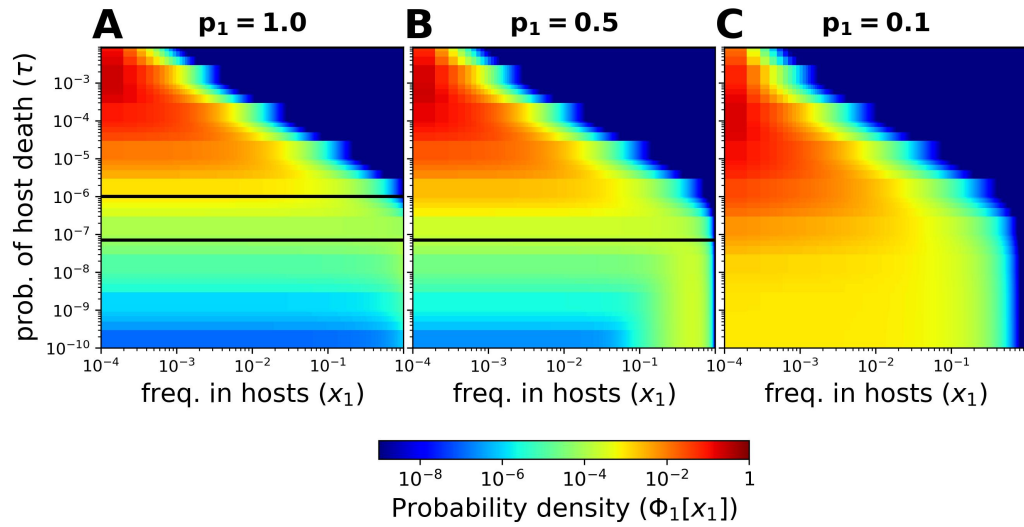 A p₁ = 1.0 B p₁ = 0.5 C p₁ = 0.1
prob. of host death (τ)
10⁻³
10⁻⁴
10⁻⁵
10⁻⁶
10⁻⁷
10⁻⁸
10⁻⁹
10⁻¹⁰
10⁻⁴ 10⁻³ 10⁻² 10⁻¹ 10⁻⁴ 10⁻³ 10⁻² 10⁻¹ 10⁻⁴ 10⁻³ 10⁻² 10⁻¹
freq. in hosts (x₁) freq. in hosts (x₁) freq. in hosts (x₁)
10⁻⁸ 10⁻⁶ 10⁻⁴ 10⁻² 1
Probability density (Φ₁[x₁])